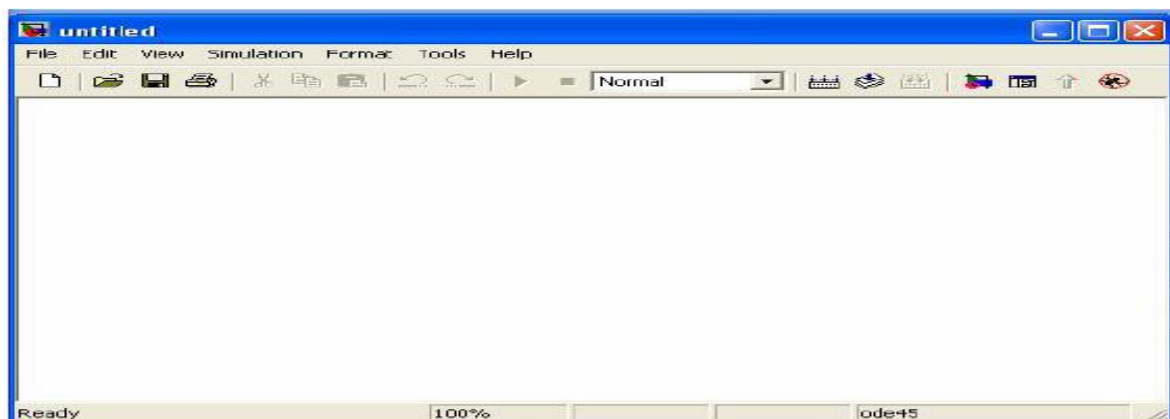 untitled
File Edit View Simulation Format Tools Help
Normal
Ready 100% ode45